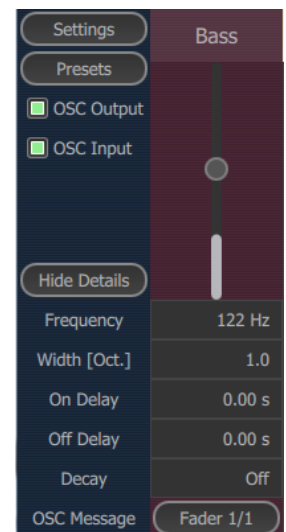 Settings
Bass
Presets
OSC Output
OSC Input
Hide Details
Frequency 122 Hz
Width [Oct.] 1.0
On Delay 0.00 s
Off Delay 0.00 s
Decay Off
OSC Message Fader 1/1